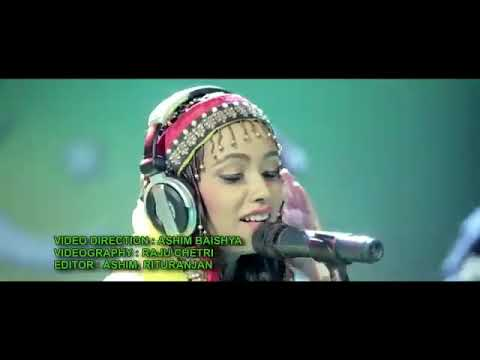 VIDEO DIRECTION : ASHIM BAISHYA
VIDEOGRAPHY : RAJU CHETRI
EDITOR : ASHIM, RITURANJAN